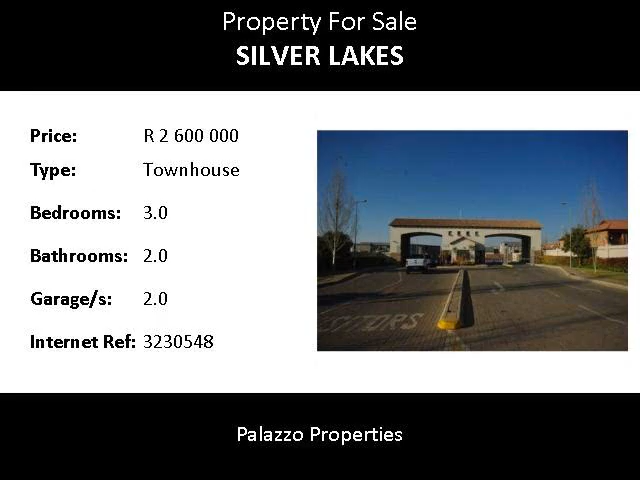 Property For Sale
SILVER LAKES
Price: R 2 600 000
Type: Townhouse
Bedrooms: 3.0
Bathrooms: 2.0
Garage/s: 2.0
Internet Ref: 3230548
VISITORS
Palazzo Properties